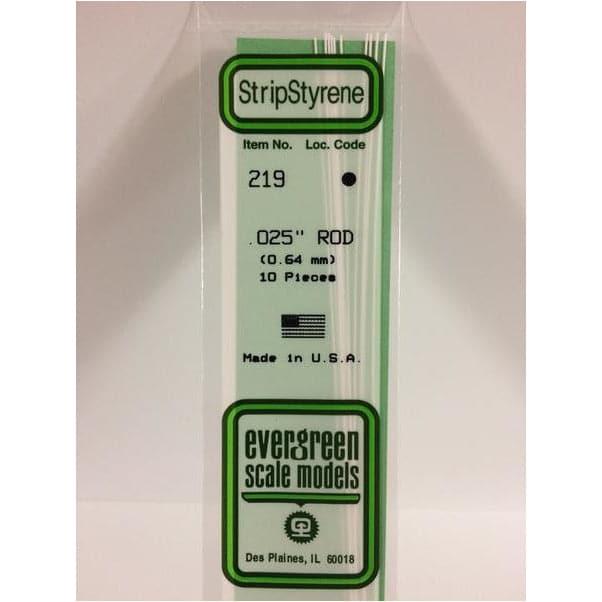 StripStyrene
Item No. Loc. Code
219
.025" ROD
(0.64 mm)
10 Pieces
Made in U.S.A.
evergreen
scale models
Des Plaines, IL 60018